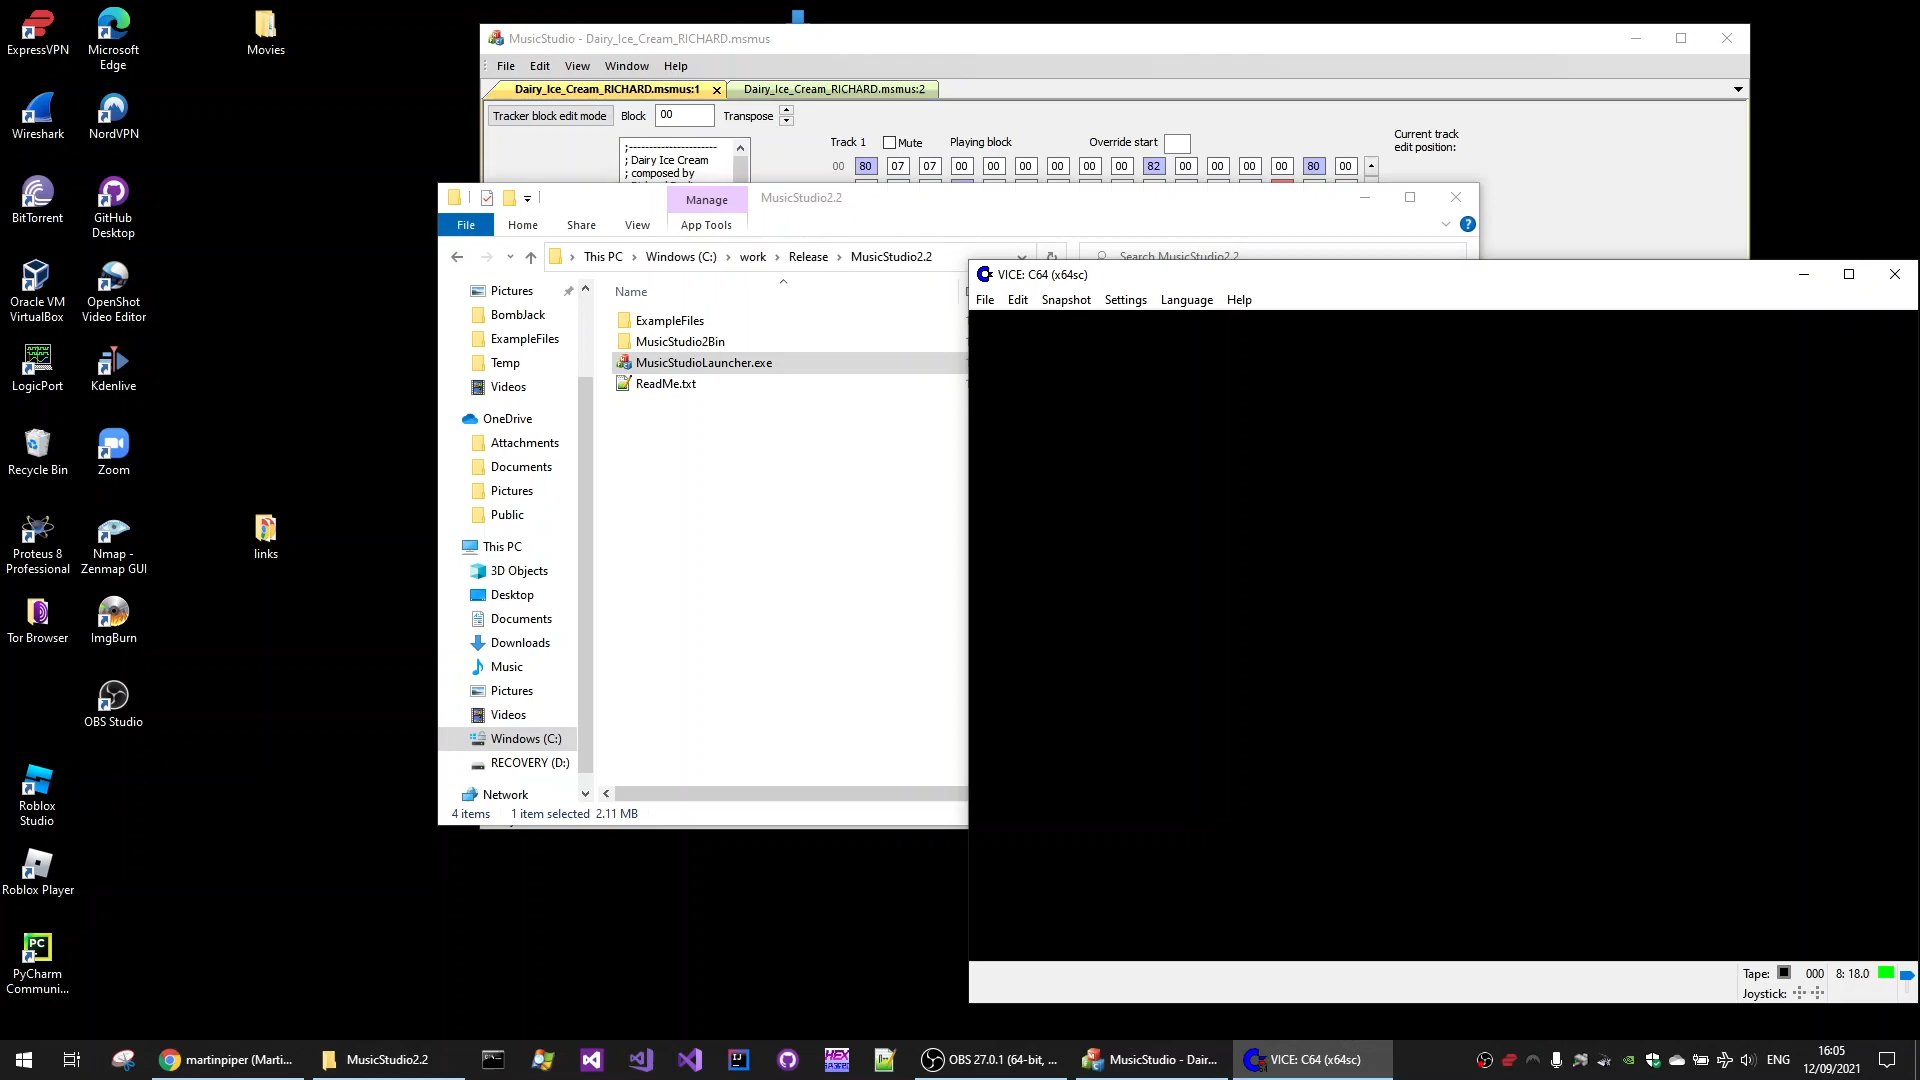 ExpressVPN
Microsoft
Edge
Movies
Wireshark
NordVPN
BitTorrent
GitHub
Desktop
Oracle VM
VirtualBox
OpenShot
Video Editor
LogicPort
Kdenlive
Recycle Bin
Zoom
Proteus 8
Professional
Nmap -
Zenmap GUI
links
Tor Browser
ImgBurn
OBS Studio
Roblox
Studio
Roblox Player
PyCharm
Communi...
MusicStudio - Dairy_Ice_Cream_RICHARD.msmus
File Edit View Window Help
Dairy_Ice_Cream_RICHARD.msmus:1 Dairy_Ice_Cream_RICHARD.msmus:2
Tracker block edit mode Block 00 Transpose
;----------------------
; Dairy Ice Cream
; composed by
Track 1 Mute Playing block Override start
Current track
edit position:
00 80 07 07 00 00 00 00 00 00 82 00 00 00 00 80 00
Manage MusicStudio2.2
File Home Share View App Tools
This PC Windows (C:) work Release MusicStudio2.2
Search MusicStudio2.2
Pictures
BombJack
ExampleFiles
Temp
Videos
OneDrive
Attachments
Documents
Pictures
Public
This PC
3D Objects
Desktop
Documents
Downloads
Music
Pictures
Videos
Windows (C:)
RECOVERY (D:)
Network
Name
ExampleFiles
MusicStudio2Bin
MusicStudioLauncher.exe
ReadMe.txt
4 items 1 item selected 2.11 MB
VICE: C64 (x64sc)
File Edit Snapshot Settings Language Help
Tape: 000 8: 18.0
Joystick:
martinpiper (Marti...
MusicStudio2.2
OBS 27.0.1 (64-bit, ...
MusicStudio - Dair...
VICE: C64 (x64sc)
ENG
16:05
12/09/2021